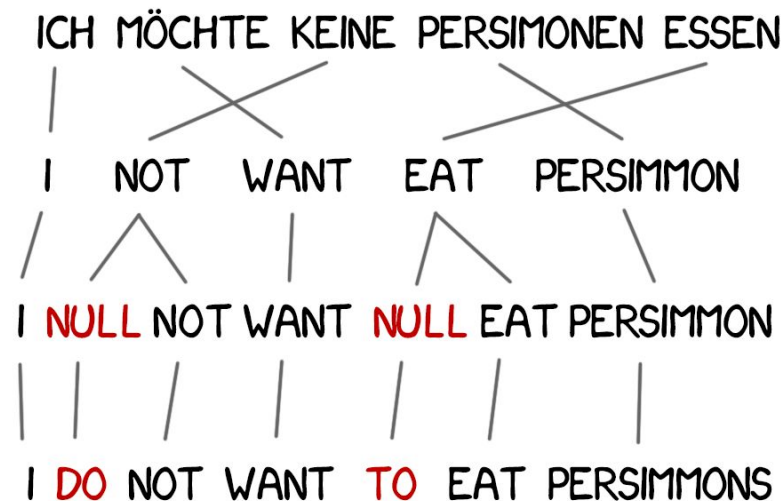 ICH MÖCHTE KEINE PERSIMONEN ESSEN
I NOT WANT EAT PERSIMMON
I NULL NOT WANT NULL EAT PERSIMMON
I DO NOT WANT TO EAT PERSIMMONS